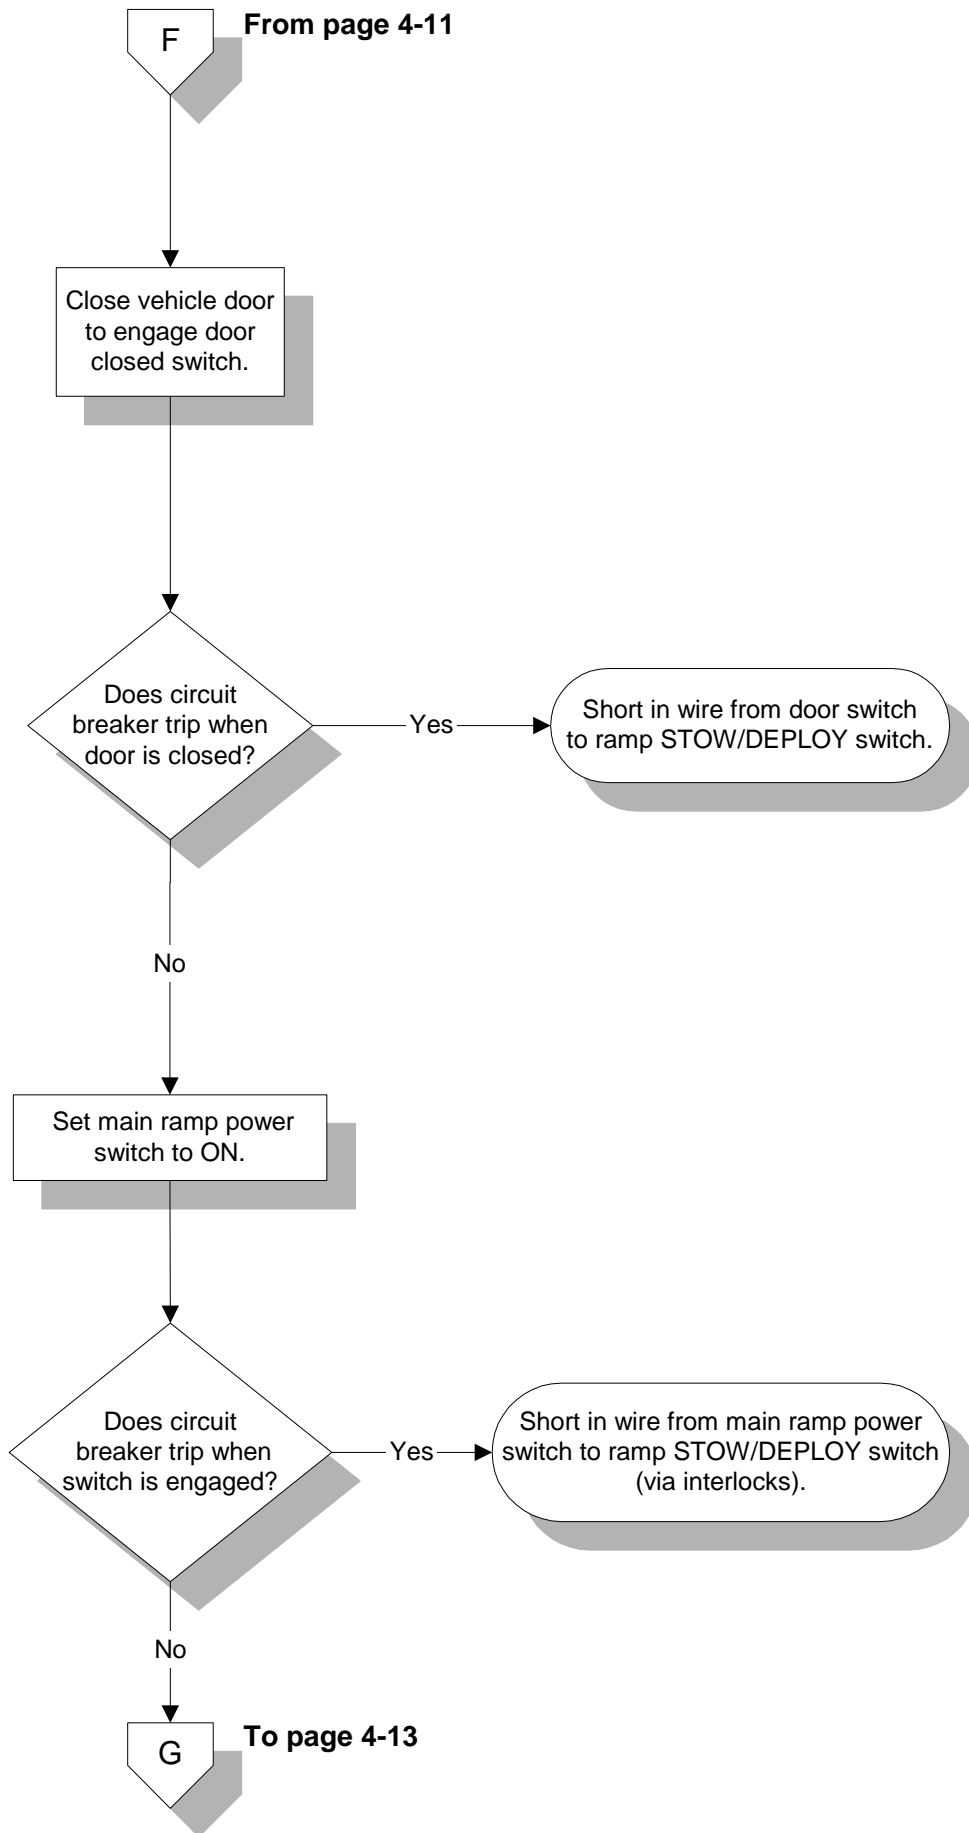 F
From page 4-11
Close vehicle door
to engage door
closed switch.
Does circuit
breaker trip when
door is closed?
Yes
Short in wire from door switch
to ramp STOW/DEPLOY switch.
No
Set main ramp power
switch to ON.
Does circuit
breaker trip when
switch is engaged?
Yes
Short in wire from main ramp power
switch to ramp STOW/DEPLOY switch
(via interlocks).
No
G
To page 4-13